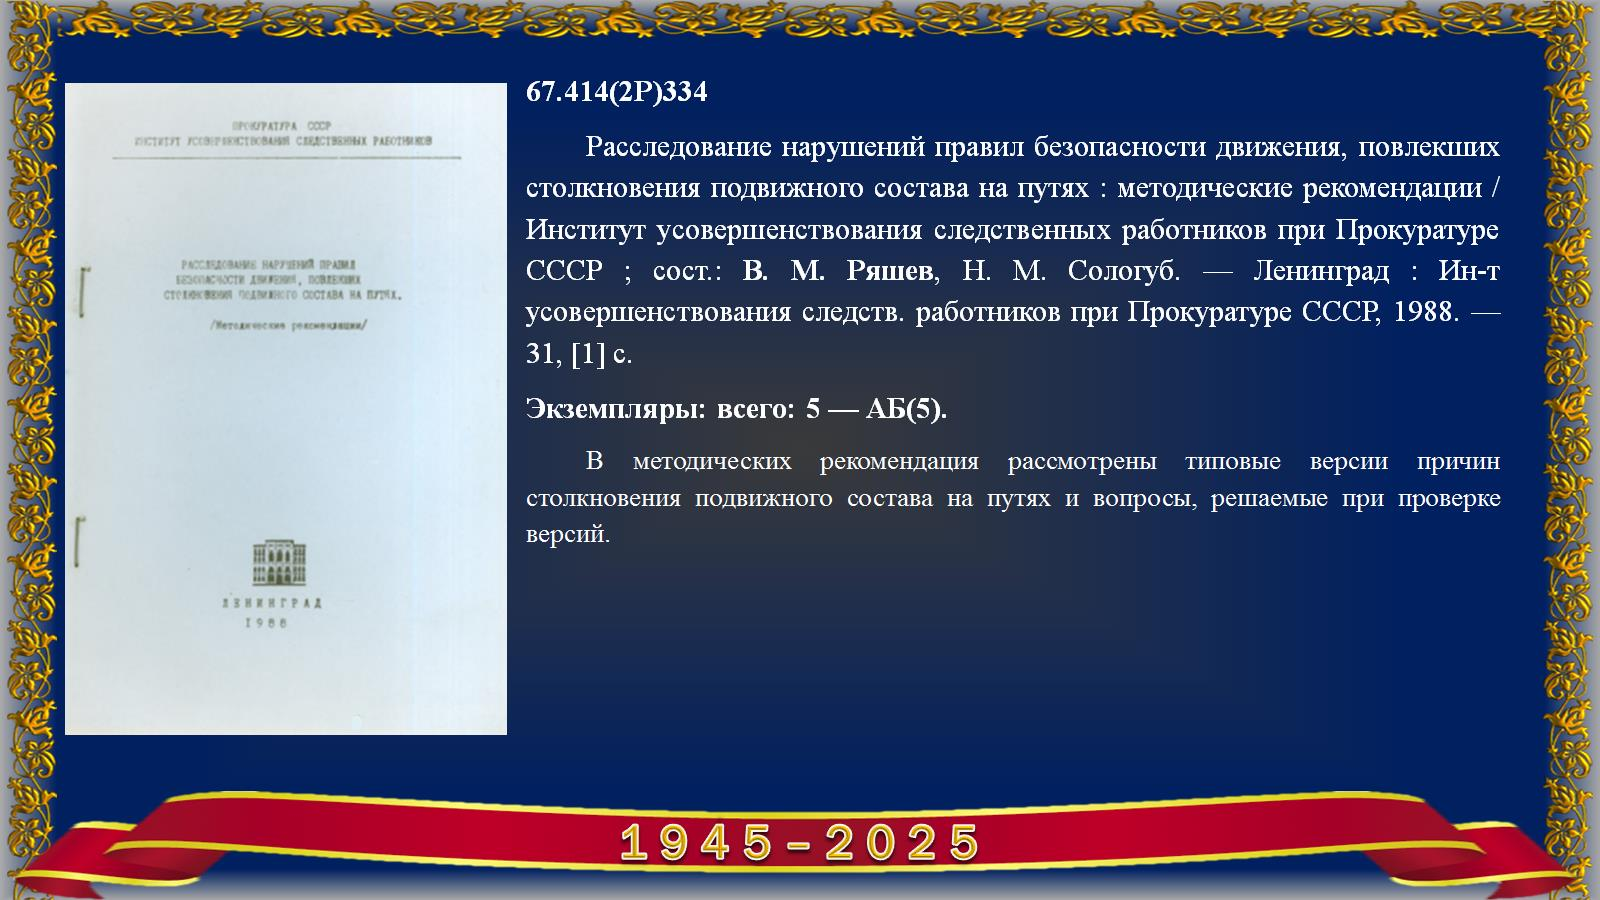 ПРОКУРАТУРА СССР
ИНСТИТУТ УСОВЕРШЕНСТВОВАНИЯ СЛЕДСТВЕННЫХ РАБОТНИКОВ
РАССЛЕДОВАНИЕ НАРУШЕНИЙ ПРАВИЛ
БЕЗОПАСНОСТИ ДВИЖЕНИЯ, ПОВЛЕКШИХ
СТОЛКНОВЕНИЯ ПОДВИЖНОГО СОСТАВА НА ПУТЯХ.
/Методические рекомендации/
ЛЕНИНГРАД
1988
67.414(2Р)334
Расследование нарушений правил безопасности движения, повлекших
столкновения подвижного состава на путях : методические рекомендации /
Институт усовершенствования следственных работников при Прокуратуре
СССР ; сост.: В. М. Ряшев, Н. М. Сологуб. — Ленинград : Ин-т
усовершенствования следств. работников при Прокуратуре СССР, 1988. —
31, [1] с.
Экземпляры: всего: 5 — АБ(5).
В методических рекомендация рассмотрены типовые версии причин
столкновения подвижного состава на путях и вопросы, решаемые при проверке
версий.
1945–2025